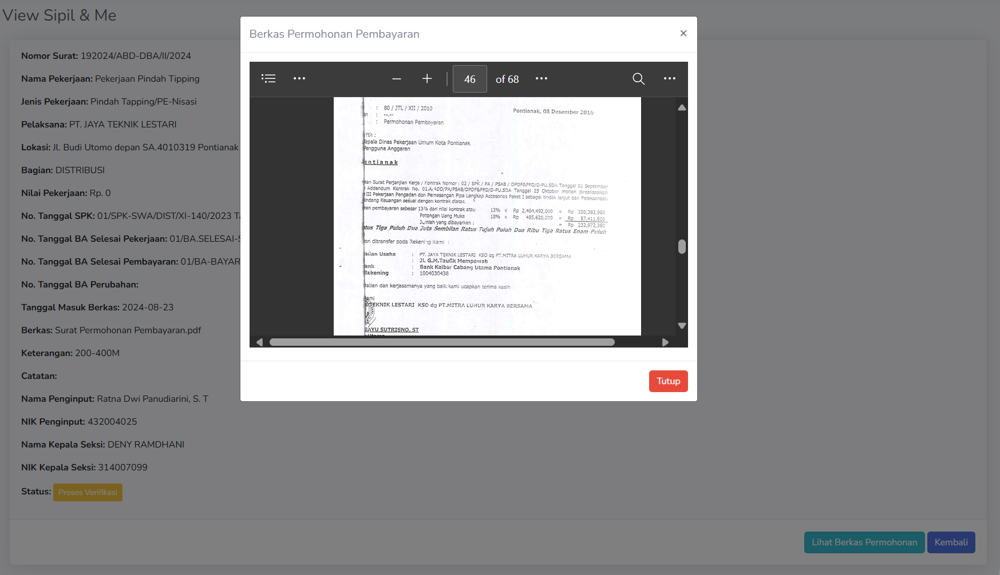 View Sipil & Me
Nomor Surat: 192024/ABD-DBA/II/2024
Nama Pekerjaan: Pekerjaan Pindah Tipping
Jenis Pekerjaan: Pindah Tapping/PE-Nisasi
Pelaksana: PT. JAYA TEKNIK LESTARI
Lokasi: Jl. Budi Utomo depan SA.4010319 Pontianak
Bagian: DISTRIBUSI
Nilai Pekerjaan: Rp. 0
No. Tanggal SPK: 01/SPK-SWA/DIST/XI-140/2023
No. Tanggal BA Selesai Pekerjaan: 01/BA.SELESAI-
No. Tanggal BA Selesai Pembayaran: 01/BA-BAYAR
No. Tanggal BA Perubahan:
Tanggal Masuk Berkas: 2024-08-23
Berkas: Surat Permohonan Pembayaran.pdf
Keterangan: 200-400M
Catatan:
Nama Penginput: Ratna Dwi Panudiarini, S. T
NIK Penginput: 432004025
Nama Kepala Seksi: DENY RAMDHANI
NIK Kepala Seksi: 314007099
Status: Proses Verifikasi
Berkas Permohonan Pembayaran
46 of 68
: 80 / JTL / XII / 2010
Pontianak, 08 Desember 2010
: --.--
: Permohonan Pembayaran
Yth :
epala Dinas Pekerjaan Umum Kota Pontianak
Pengguna Anggaran
ontianak
kan Surat Perjanjian Kerja / Kontrak Nomor : 02 / SPK / PA / PSAB / DPDF&PPD/D-PU.SDA Tanggal 01 September
Addendum Kontrak No. 01.A/ADD/PA/PSAB/DPDF&PPD/D-PU.SDA Tanggal 25 Oktober mohon direalisasikan
III Pekerjaan Pengadan dan Pemasangan Pipa Lengkap Accesories Paket I sebagai tindak lanjut dari Pelaksanaan
Undang Keuangan sesuai dengan kontrak diatas.
nan pembayaran sebesar 13% dari nilai kontrak atau 13% x Rp 2,464,492,000 = Rp 320,383,960
Potongan Uang Muka 18% x Rp 485,620,000 = Rp 87,411,600
Jumlah yang dibayarkan : = Rp 232,972,360
atus Tiga Puluh Dua Juta Sembilan Ratus Tujuh Puluh Dua Ribu Tiga Ratus Enam Puluh
on ditransfer pada Rekening Kami :
Badan Usaha : PT. JAYA TEKNIK LESTARI KSO dg PT.MITRA LUHUR KARYA BERSAMA
: Jl. G.M.Taufik Mempawah
ank : Bank Kalbar Cabang Utama Pontianak
Rekening : 1004030438
hatian dan kerjasamanya yang baik kami ucapkan terima kasih
Kami
TEKNIK LESTARI KSO dg PT.MITRA LUHUR KARYA BERSAMA
BAYU SUTRISNO, ST
Tutup
Lihat Berkas Permohonan
Kembali